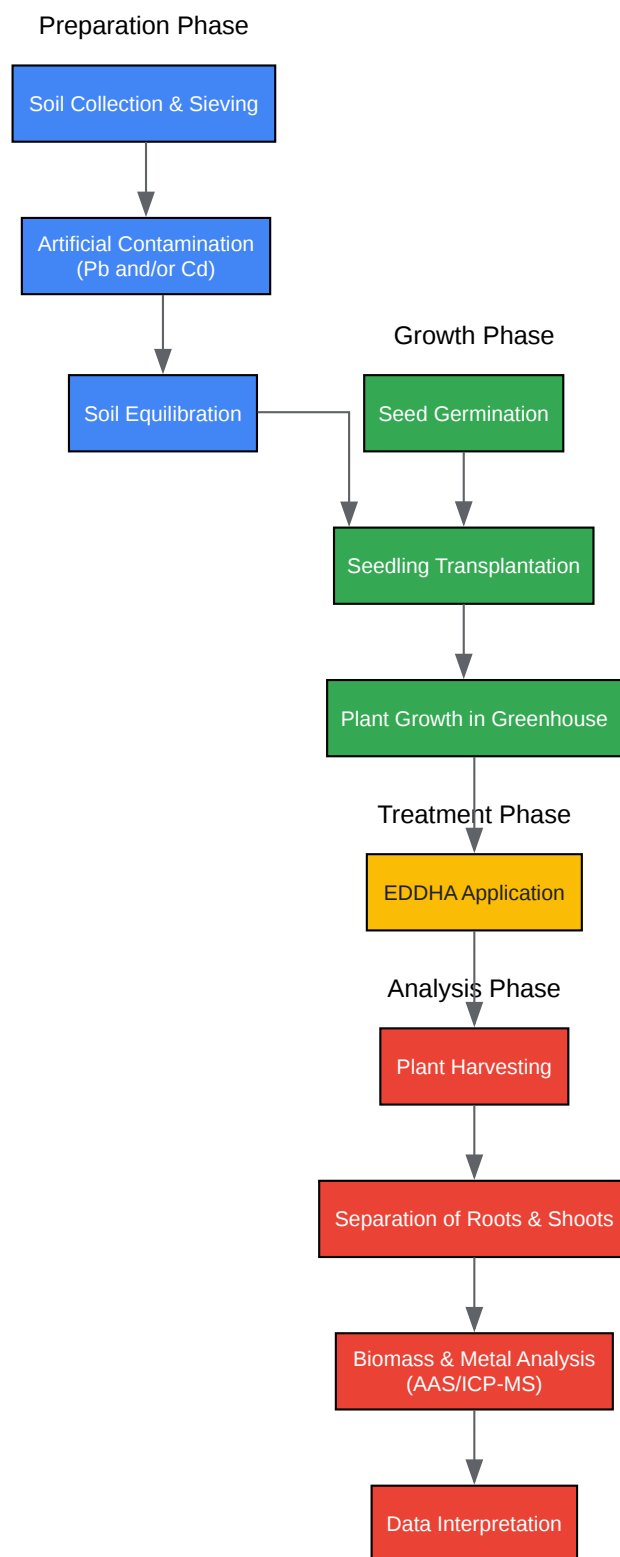 Preparation Phase
Soil Collection & Sieving
Artificial Contamination
(Pb and/or Cd)
Growth Phase
Soil Equilibration
Seed Germination
Seedling Transplantation
Plant Growth in Greenhouse
Treatment Phase
EDDHA Application
Analysis Phase
Plant Harvesting
Separation of Roots & Shoots
Biomass & Metal Analysis
(AAS/ICP-MS)
Data Interpretation